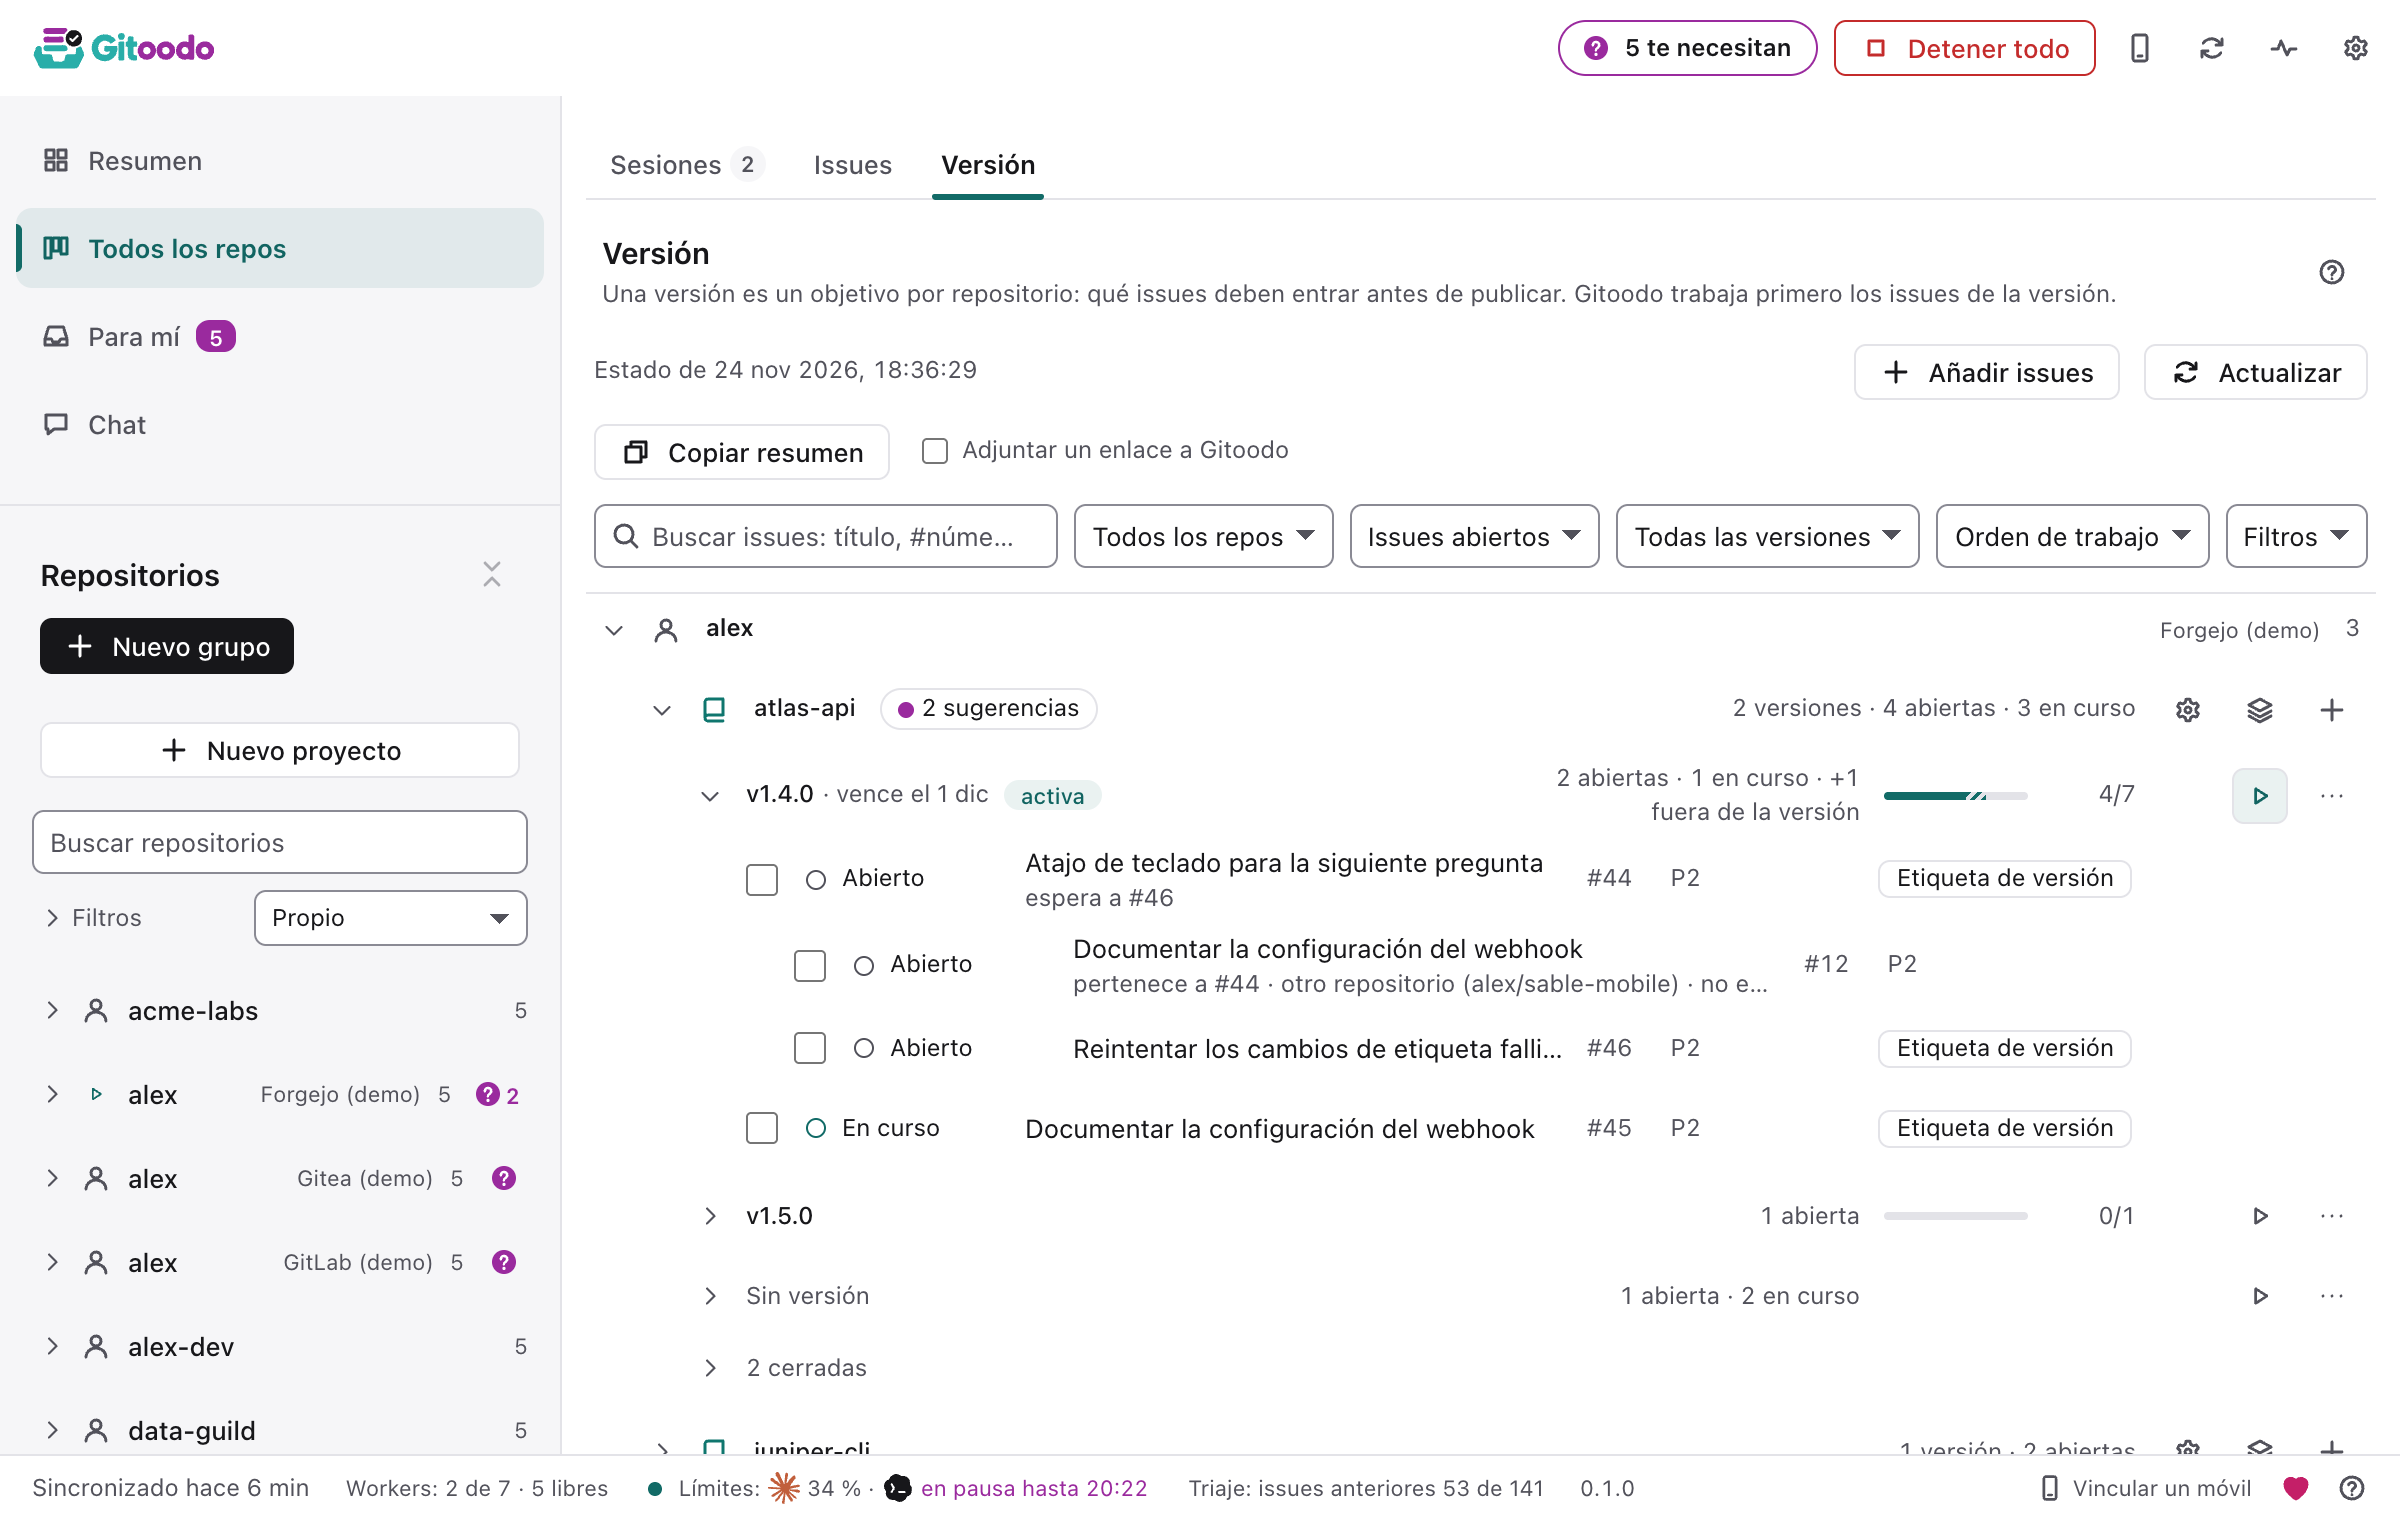 Gitoodo
5 te necesitan
Detener todo
Resumen
Todos los repos
Para mí 5
Chat
Repositorios
Nuevo grupo
Nuevo proyecto
Buscar repositorios
Filtros
Propio
acme-labs 5
alex Forgejo (demo) 5 2
alex Gitea (demo) 5
alex GitLab (demo) 5
alex-dev 5
data-guild 5
Sesiones 2
Issues
Versión
Versión
Una versión es un objetivo por repositorio: qué issues deben entrar antes de publicar. Gitoodo trabaja primero los issues de la versión.
Estado de 24 nov 2026, 18:36:29
Añadir issues
Actualizar
Copiar resumen
Adjuntar un enlace a Gitoodo
Buscar issues: título, #núme...
Todos los repos
Issues abiertos
Todas las versiones
Orden de trabajo
Filtros
alex Forgejo (demo) 3
atlas-api 2 sugerencias 2 versiones · 4 abiertas · 3 en curso
v1.4.0 · vence el 1 dic activa 2 abiertas · 1 en curso · +1
fuera de la versión
4/7
Abierto Atajo de teclado para la siguiente pregunta #44 P2 Etiqueta de versión
espera a #46
Abierto Documentar la configuración del webhook #12 P2
pertenece a #44 · otro repositorio (alex/sable-mobile) · no e...
Abierto Reintentar los cambios de etiqueta falli... #46 P2 Etiqueta de versión
En curso Documentar la configuración del webhook #45 P2 Etiqueta de versión
v1.5.0 1 abierta 0/1
Sin versión 1 abierta · 2 en curso
2 cerradas
juniper-cli 1 versión · 2 abiertas
Sincronizado hace 6 min
Workers: 2 de 7 · 5 libres
Límites: 34 % · en pausa hasta 20:22
Triaje: issues anteriores 53 de 141
0.1.0
Vincular un móvil